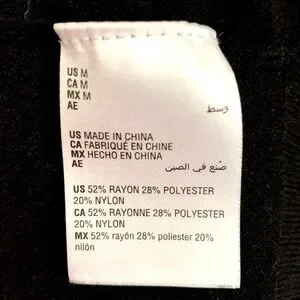 US M
CA M
MX M
AE وسط
US MADE IN CHINA
CA FABRIQUÉ EN CHINE
MX HECHO EN CHINA
AE صنع في الصين
US 52% RAYON 28% POLYESTER
20% NYLON
CA 52% RAYONNE 28% POLYESTER
20% NYLON
MX 52% rayón 28% poliester 20%
nilón